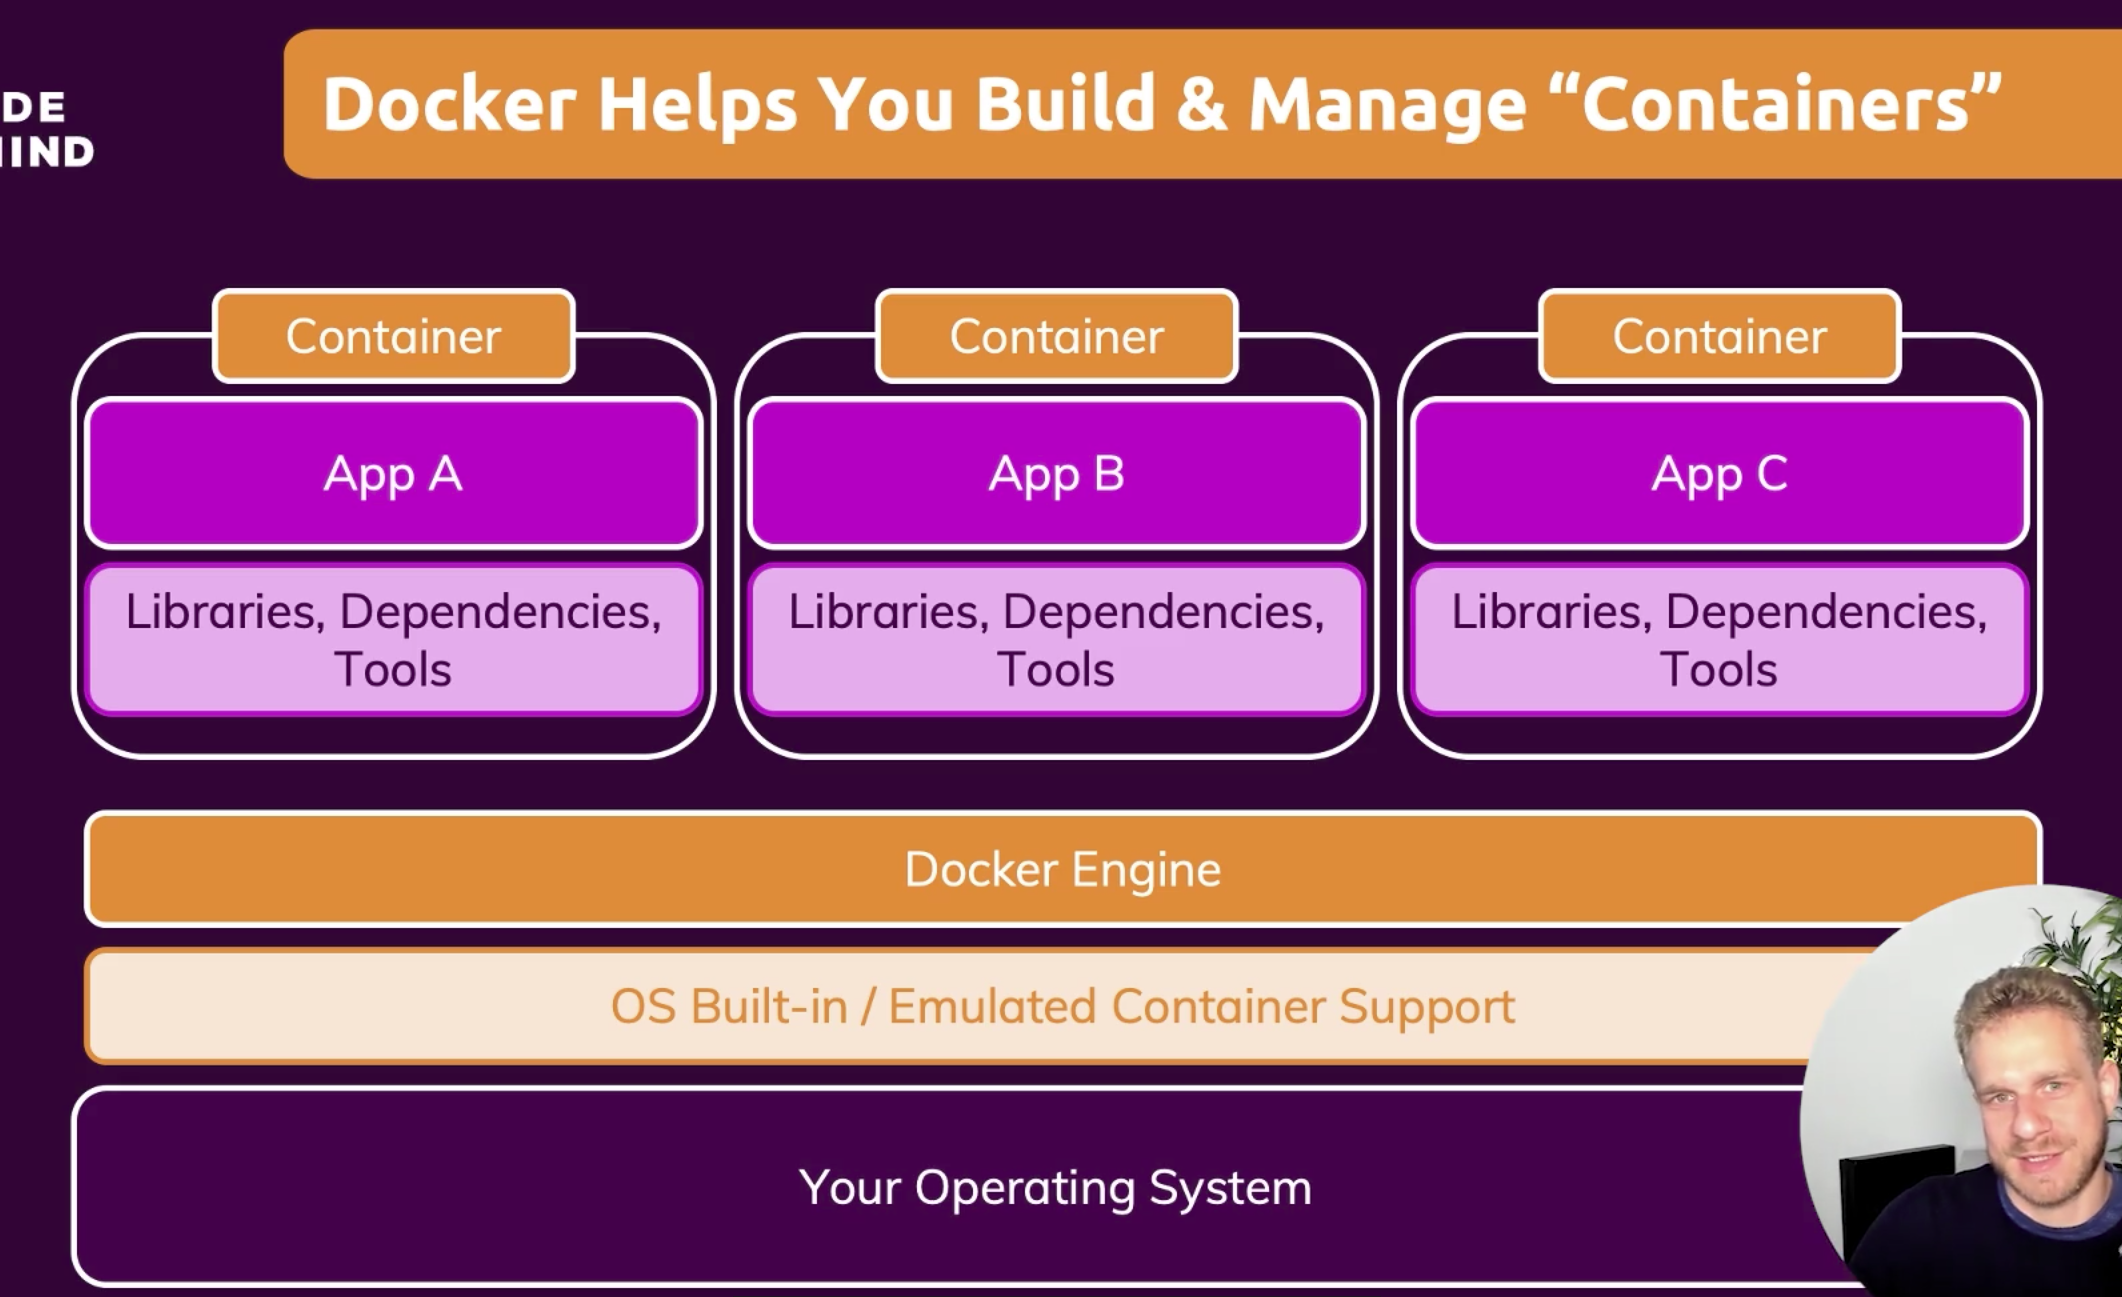 DE
Docker Helps You Build & Manage “Containers”
MIND
Container
Container
Container
App A
App B
App C
Libraries, Dependencies,
Tools
Libraries, Dependencies,
Tools
Libraries, Dependencies,
Tools
Docker Engine
OS Built-in / Emulated Container Support
Your Operating System